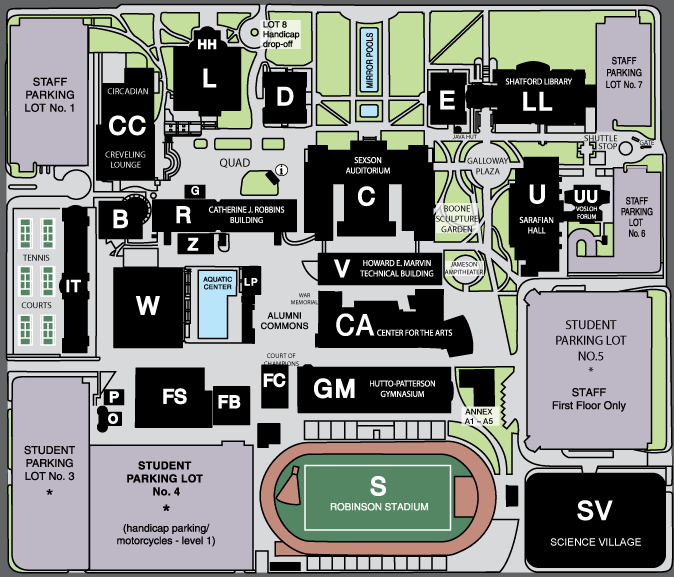 HH
L
LOT 8
Handicap
drop-off
MIRROR POOLS
STAFF
PARKING
LOT No. 1
CIRCADIAN
CC
CREVELING
LOUNGE
D
E
SHATFORD LIBRARY
LL
STAFF
PARKING
LOT No. 7
JAVA HUT
SHUTTLE
STOP
GATE
QUAD
i
SEXSON
AUDITORIUM
C
GALLOWAY
PLAZA
U
SARAFIAN
HALL
UU
VOSLOH
FORUM
STAFF
PARKING
LOT
No. 6
G
B
R
CATHERINE J. ROBBINS
BUILDING
Z
BOONE
SCULPTURE
GARDEN
TENNIS
COURTS
IT
W
AQUATIC
CENTER
LP
V
HOWARD E. MARVIN
TECHNICAL BUILDING
JAMESON
AMPITHEATER
WAR
MEMORIAL
ALUMNI
COMMONS
CA
CENTER FOR THE ARTS
STUDENT
PARKING LOT
NO.5
*
STAFF
First Floor Only
COURT OF
CHAMPIONS
FC
GM
HUTTO-PATTERSON
GYMNASIUM
ANNEX
A1 - A5
P
O
FS
FB
STUDENT
PARKING
LOT No. 3
*
STUDENT
PARKING LOT
No. 4
*
(handicap parking/
motorcycles - level 1)
S
ROBINSON STADIUM
SV
SCIENCE VILLAGE